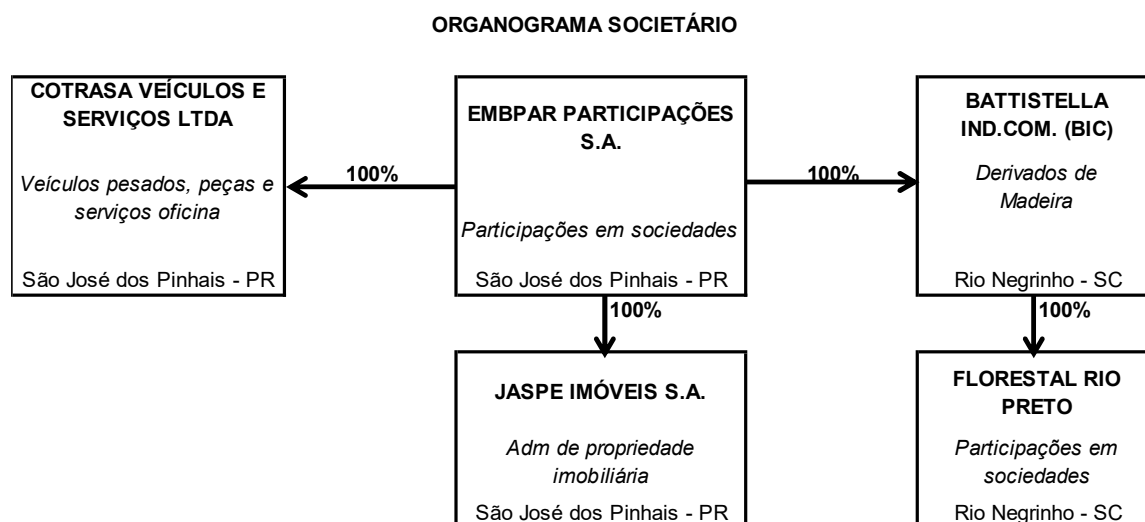 ORGANOGRAMA SOCIETÁRIO
COTRASA VEÍCULOS E
SERVIÇOS LTDA
Veículos pesados, peças e
serviços oficina
São José dos Pinhais - PR
100%
EMBPAR PARTICIPAÇÕES
S.A.
Participações em sociedades
São José dos Pinhais - PR
100%
BATTISTELLA
IND.COM. (BIC)
Derivados de
Madeira
Rio Negrinho - SC
100%
JASPE IMÓVEIS S.A.
Adm de propriedade
imobiliária
São José dos Pinhais - PR
100%
FLORESTAL RIO
PRETO
Participações em
sociedades
Rio Negrinho - SC